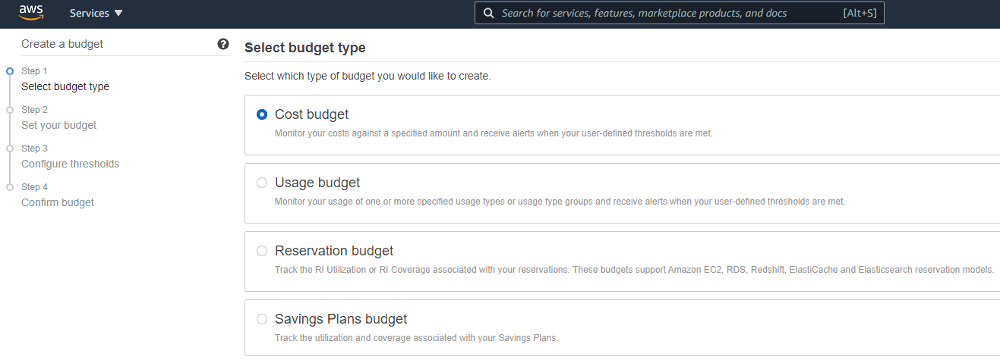 aws
Services
Search for services, features, marketplace products, and docs
[Alt+S]
Create a budget
?
Step 1
Select budget type
Step 2
Set your budget
Step 3
Configure thresholds
Step 4
Confirm budget
Select budget type
Select which type of budget you would like to create.
Cost budget
Monitor your costs against a specified amount and receive alerts when your user-defined thresholds are met.
Usage budget
Monitor your usage of one or more specified usage types or usage type groups and receive alerts when your user-defined thresholds are met.
Reservation budget
Track the RI Utilization or RI Coverage associated with your reservations. These budgets support Amazon EC2, RDS, Redshift, ElastiCache and Elasticsearch reservation models.
Savings Plans budget
Track the utilization and coverage associated with your Savings Plans.